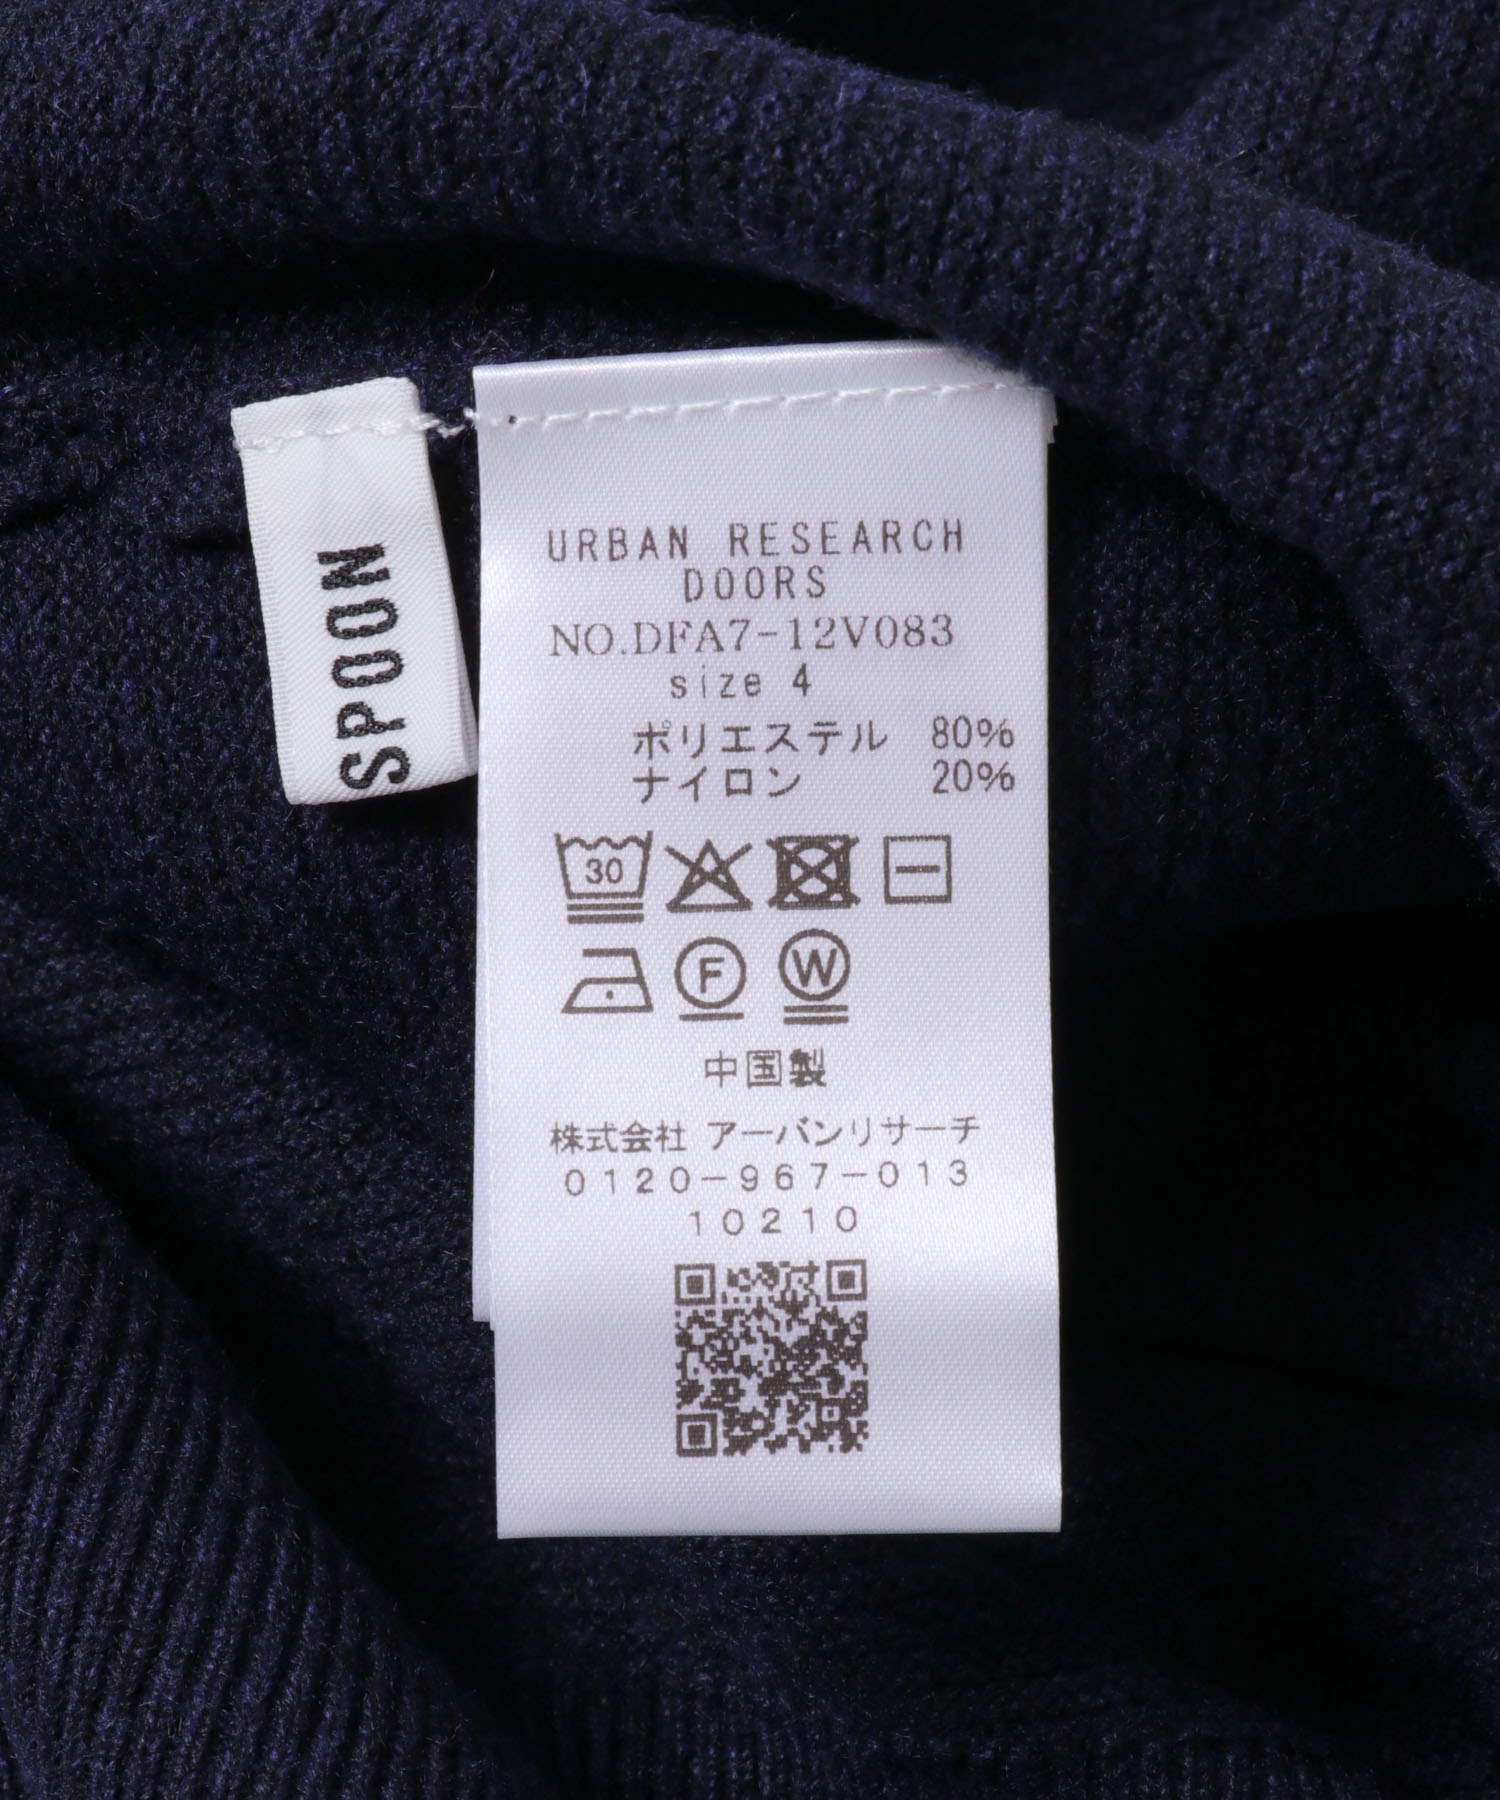 SPOON
URBAN RESEARCH
DOORS
NO.DFA7-12V083
size 4
ポリエステル 80%
ナイロン 20%
30
F W
中国製
株式会社 アーバンリサーチ
0120-967-013
10210